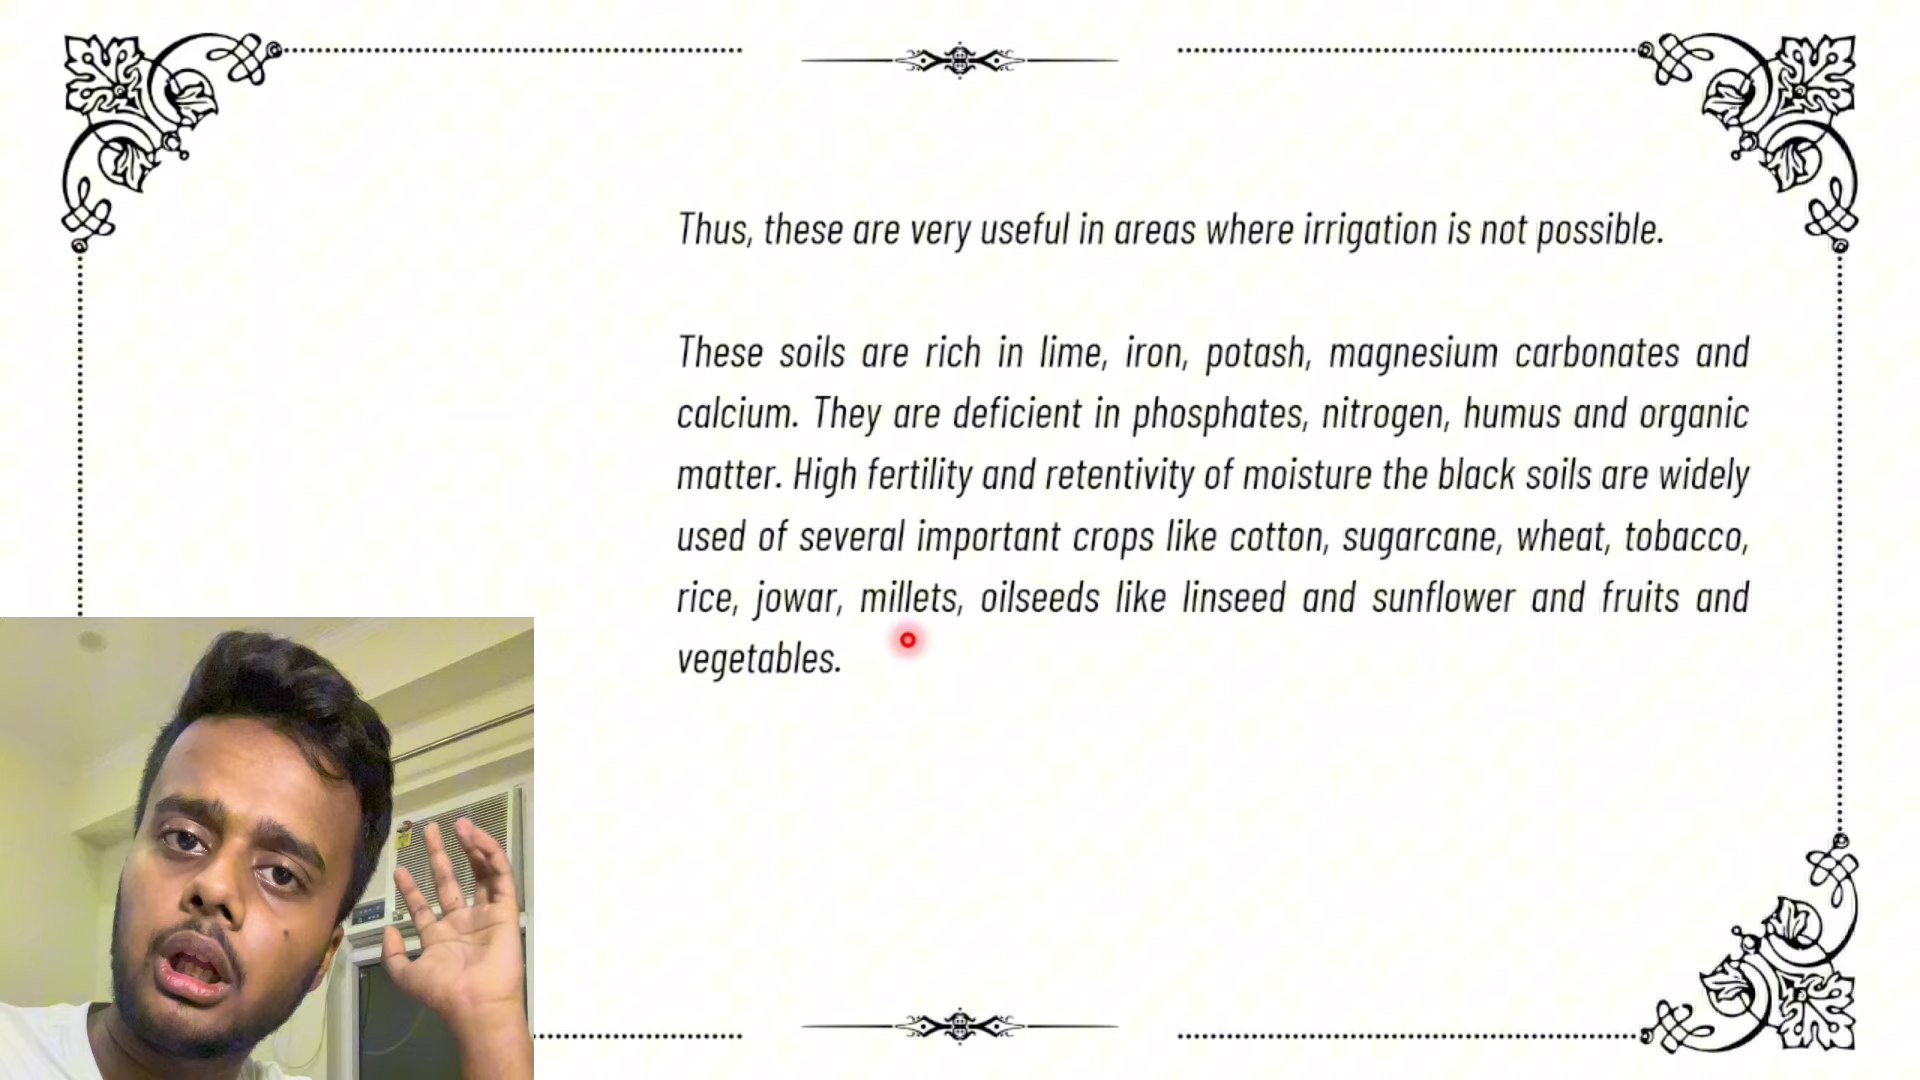 Thus, these are very useful in areas where irrigation is not possible.
These soils are rich in lime, iron, potash, magnesium carbonates and
calcium. They are deficient in phosphates, nitrogen, humus and organic
matter. High fertility and retentivity of moisture the black soils are widely
used of several important crops like cotton, sugarcane, wheat, tobacco,
rice, jowar, millets, oilseeds like linseed and sunflower and fruits and
vegetables.